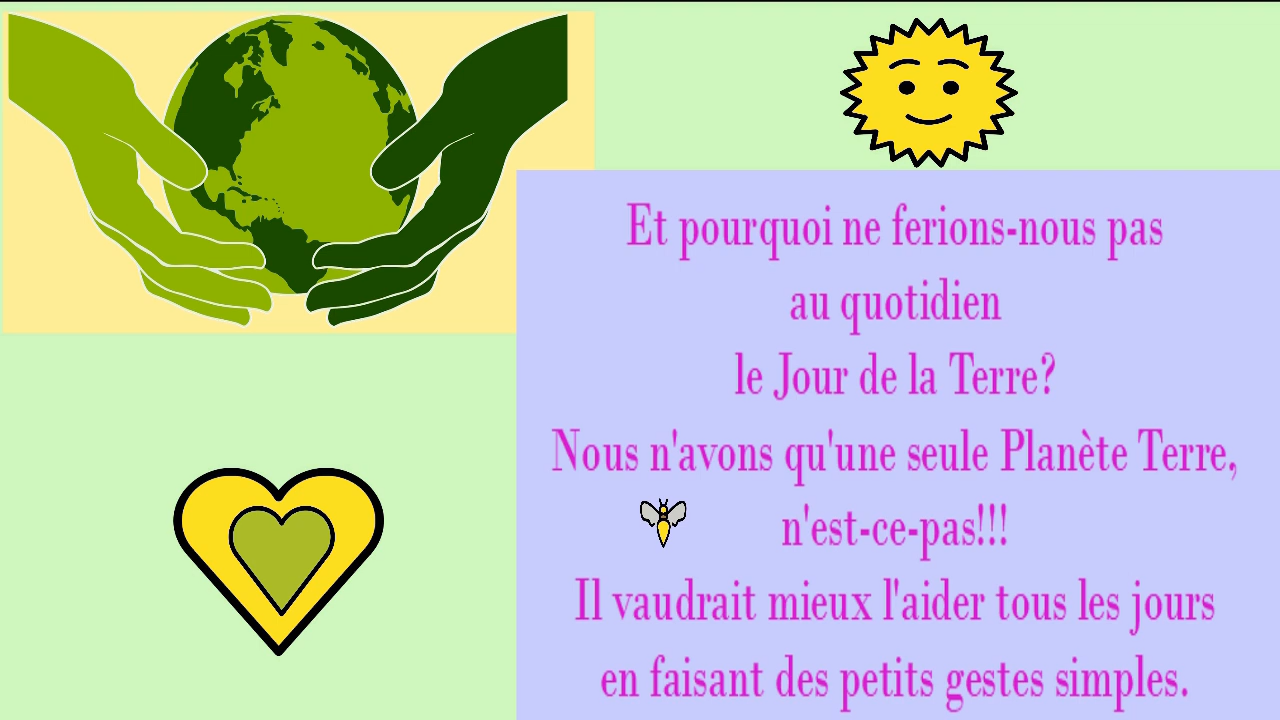 Et pourquoi ne ferions-nous pas
au quotidien
le Jour de la Terre?
Nous n'avons qu'une seule Planète Terre,
n'est-ce-pas!!!
Il vaudrait mieux l'aider tous les jours
en faisant des petits gestes simples.